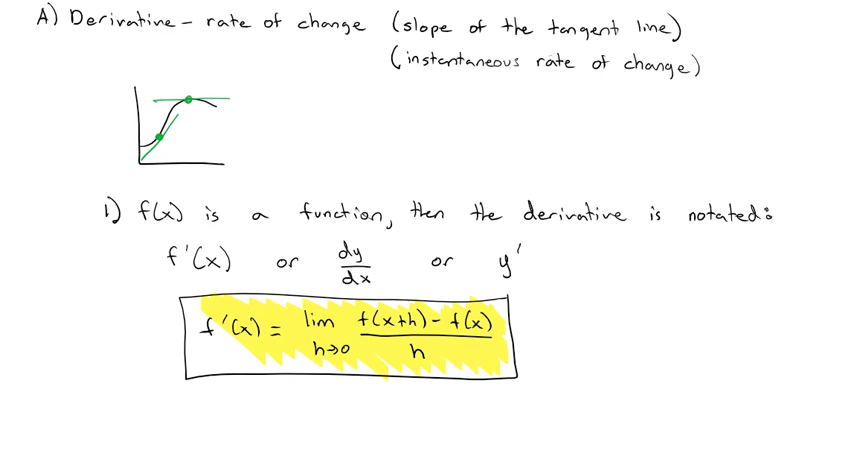 A) Derivative – rate of change (slope of the tangent line)
(instantaneous rate of change)
1) f(x) is a function, then the derivative is notated:
f'(x) or dy/dx or y'
f'(x) = lim h→0 f(x+h) - f(x) / h